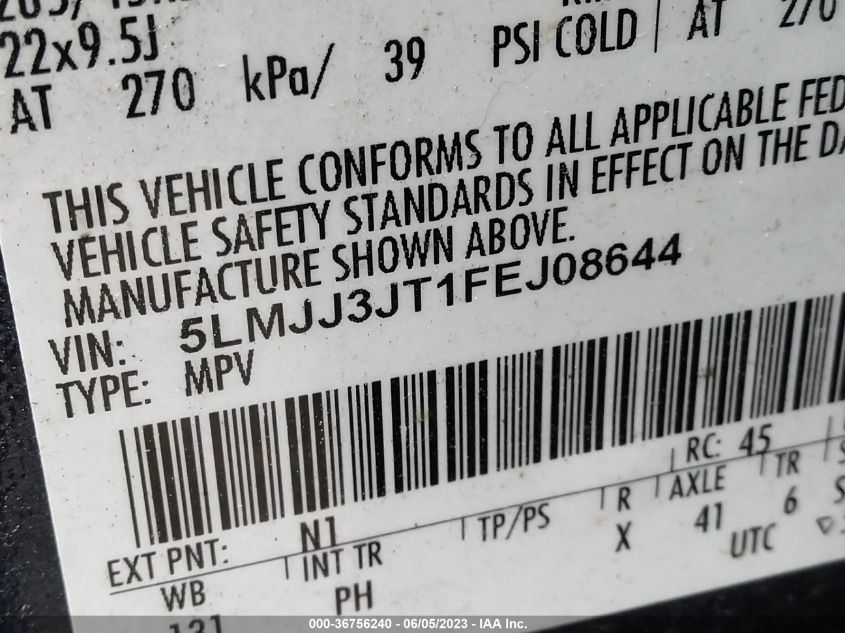 22x9.5J
AT 270 kPa/ 39 PSI COLD | AT 270
THIS VEHICLE CONFORMS TO ALL APPLICABLE FED
VEHICLE SAFETY STANDARDS IN EFFECT ON THE DA
MANUFACTURE SHOWN ABOVE.
VIN: 5LMJJ3JT1FEJ08644
TYPE: MPV
RC: 45
EXT PNT: N1
WB INT TR TP/PS R AXLE TR
131 PH X 41 6
UTC
000-36756240 - 06/05/2023 - IAA Inc.